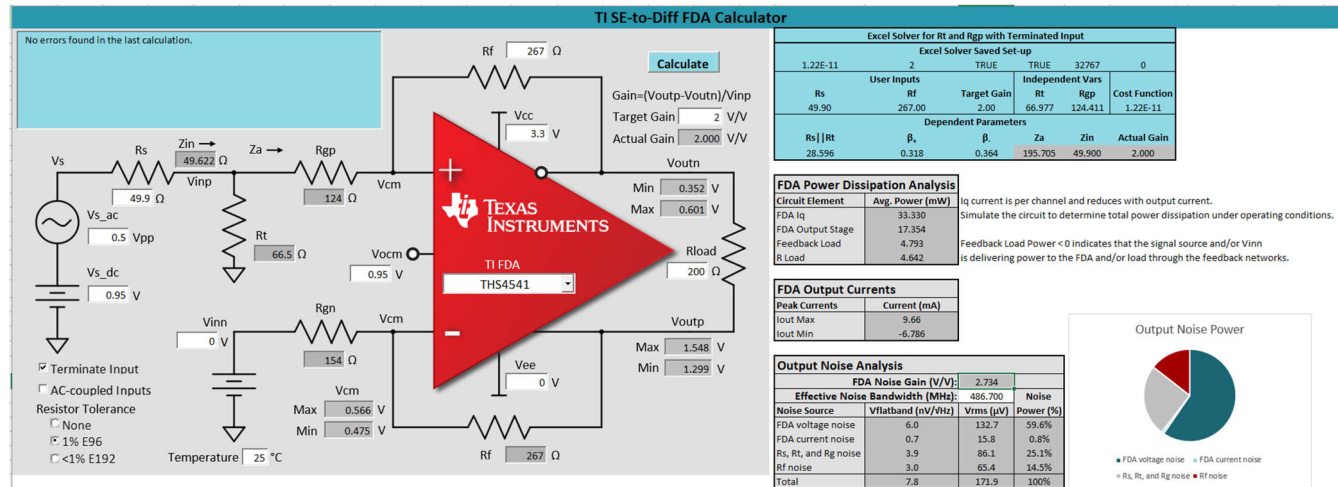 TI SE-to-Diff FDA Calculator
No errors found in the last calculation.
Rf 267 Ω
Calculate
Gain=(Voutp-Voutn)/Vinp
Target Gain 2 V/V
Actual Gain 2.000 V/V
Vcc
3.3 V
Zin → Za → Rgp
Vs Rs 49.622 Ω
Vinp Vcm
49.9 Ω 124 Ω
Vs_ac
0.5 Vpp
Rt
66.5 Ω
Vs_dc
0.95 V
Voutn
Min 0.352 V
Max 0.601 V
+
TEXAS
INSTRUMENTS
Vocm
0.95 V
TI FDA
THS4541
Rload
200 Ω
Vinn
0 V
Rgn
154 Ω
Vcm
-
Voutp
Max 1.548 V
Min 1.299 V
Vee
0 V
Vcm
Max 0.566 V
Min 0.475 V
Rf 267 Ω
Terminate Input
AC-coupled Inputs
Resistor Tolerance
None
1% E96
<1% E192
Temperature 25 °C
Excel Solver for Rt and Rgp with Terminated Input
Excel Solver Saved Set-up
1.22E-11 2 TRUE TRUE 32767 0
User Inputs Independent Vars
Rs Rf Target Gain Rt Rgp Cost Function
49.90 267.00 2.00 66.977 124.411 1.22E-11
Dependent Parameters
Rs||Rt β+ β- Za Zin Actual Gain
28.596 0.318 0.364 195.705 49.900 2.000
FDA Power Dissipation Analysis
Circuit Element Avg. Power (mW) Iq current is per channel and reduces with output current.
FDA Iq 33.330 Simulate the circuit to determine total power dissipation under operating conditions.
FDA Output Stage 17.354
Feedback Load 4.793 Feedback Load Power < 0 indicates that the signal source and/or Vinn
R Load 4.642 is delivering power to the FDA and/or load through the feedback networks.
FDA Output Currents
Peak Currents Current (mA)
Iout Max 9.66
Iout Min -6.786
Output Noise Analysis
FDA Noise Gain (V/V): 2.734
Effective Noise Bandwidth (MHz): 486.700 Noise
Noise Source Vflatband (nV/√Hz) Vrms (µV) Power (%)
FDA voltage noise 6.0 132.7 59.6%
FDA current noise 0.7 15.8 0.8%
Rs, Rt, and Rg noise 3.9 86.1 25.1%
Rf noise 3.0 65.4 14.5%
Total 7.8 171.9 100%
Output Noise Power
FDA voltage noise FDA current noise
Rs, Rt, and Rg noise Rf noise